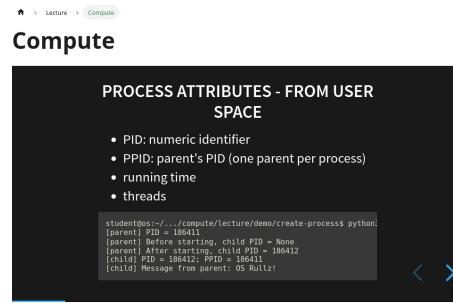 Lecture
Compute
Compute
PROCESS ATTRIBUTES - FROM USER
SPACE
PID: numeric identifier
PPID: parent's PID (one parent per process)
running time
threads
student@os:~/.../compute/lecture/demo/create-process$
[parent] PID = 186411
[parent] Before starting, child PID = None
[parent] After starting, child PID = 186412
[child] PID = 186412; PPID = 186411
[child] Message from parent: OS Rullz!